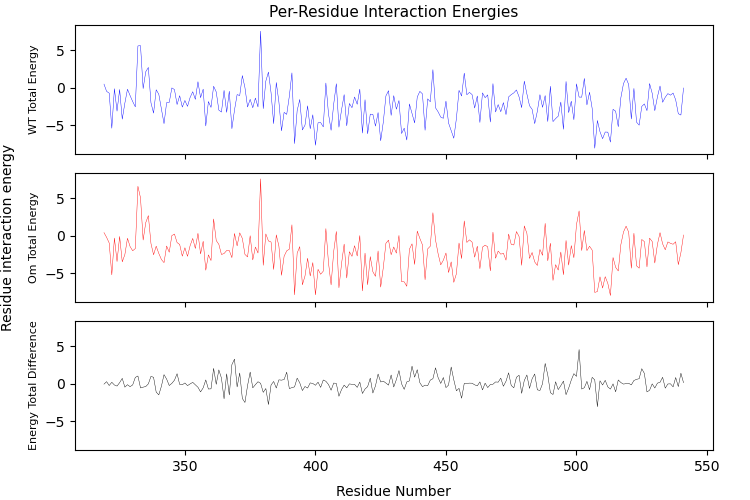 Per-Residue Interaction Energies
Residue interaction energy
WT Total Energy
5
0
−5
Om Total Energy
5
0
−5
Energy Total Difference
5
0
−5
350
400
450
500
550
Residue Number